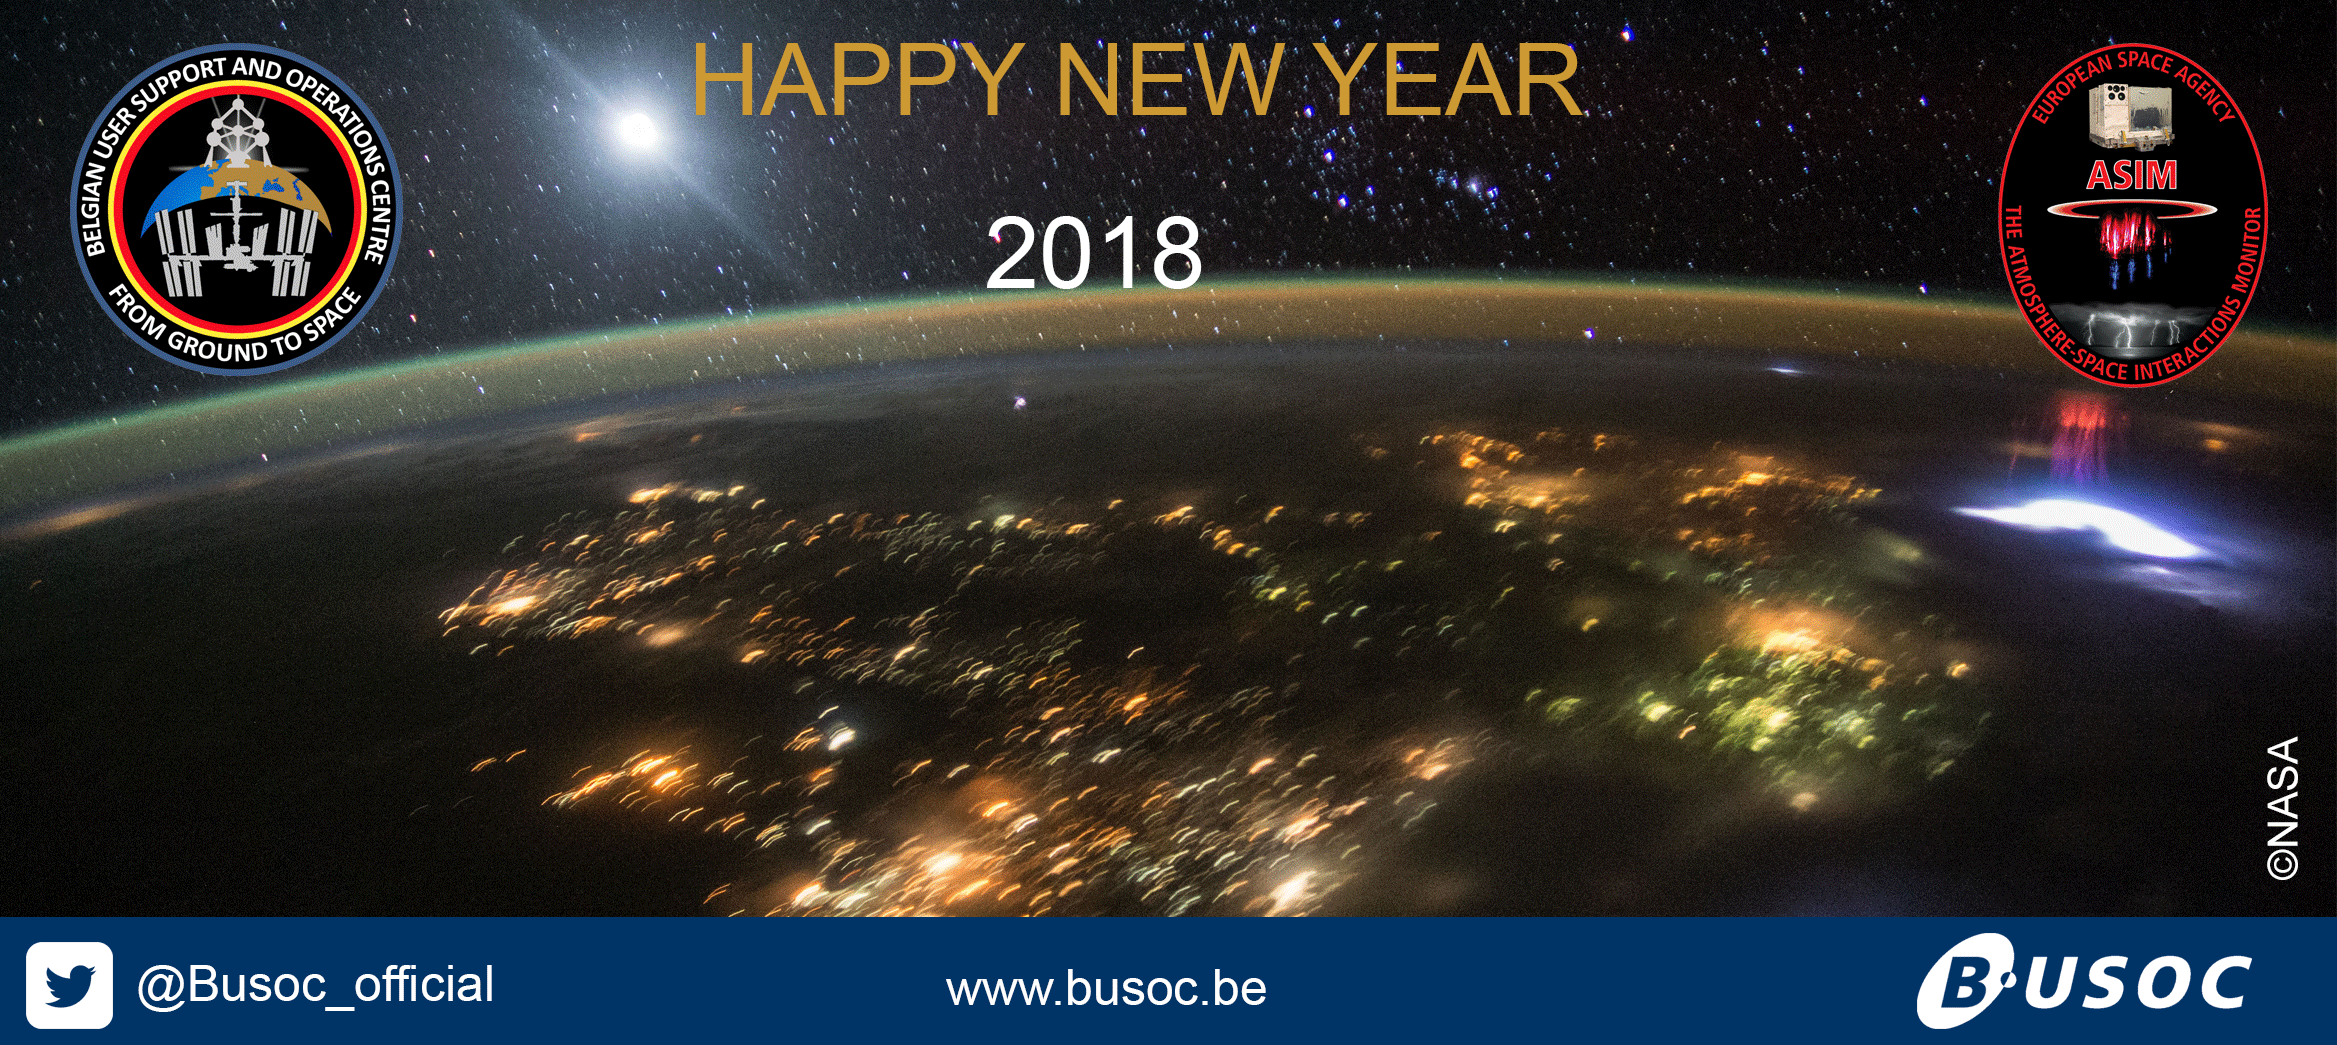 HAPPY NEW YEAR
2018
BELGIAN USER SUPPORT AND OPERATIONS CENTRE
FROM GROUND TO SPACE
EUROPEAN SPACE AGENCY
ASIM
THE ATMOSPHERE-SPACE INTERACTIONS MONITOR
©NASA
@Busoc_official
www.busoc.be
B.USOC